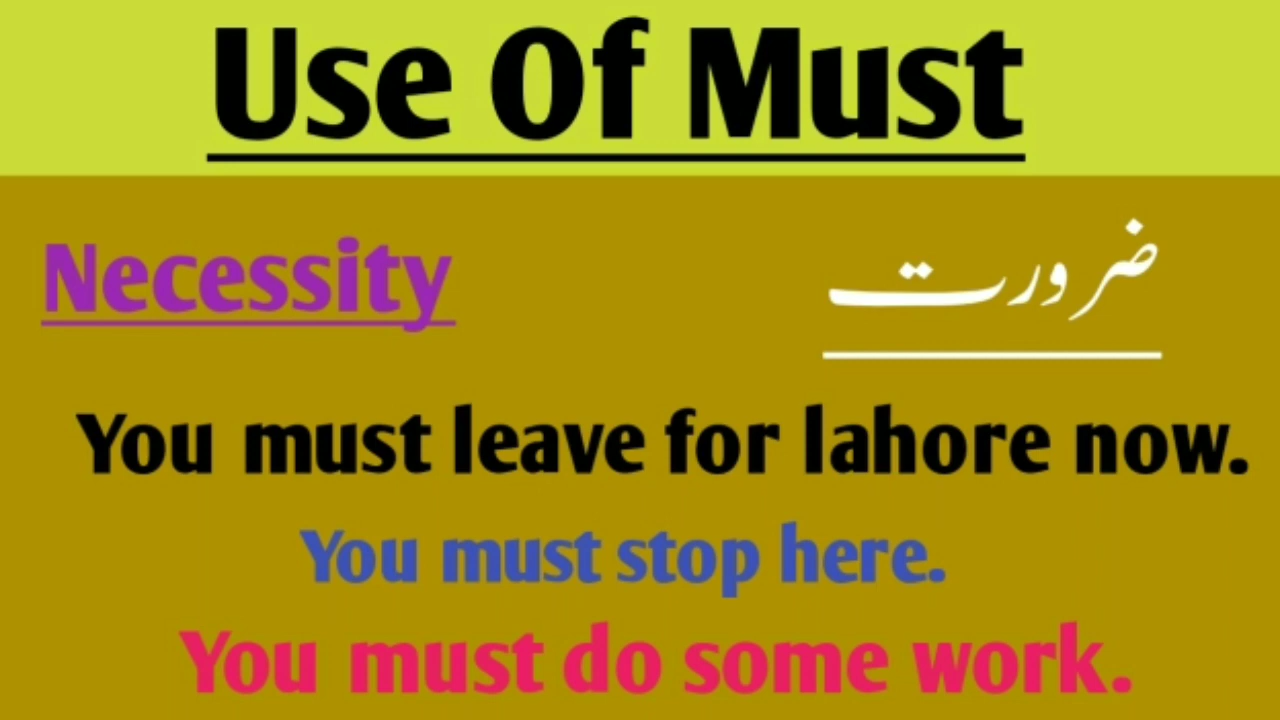 Use Of Must
Necessity
ضرورت
You must leave for lahore now.
You must stop here.
You must do some work.